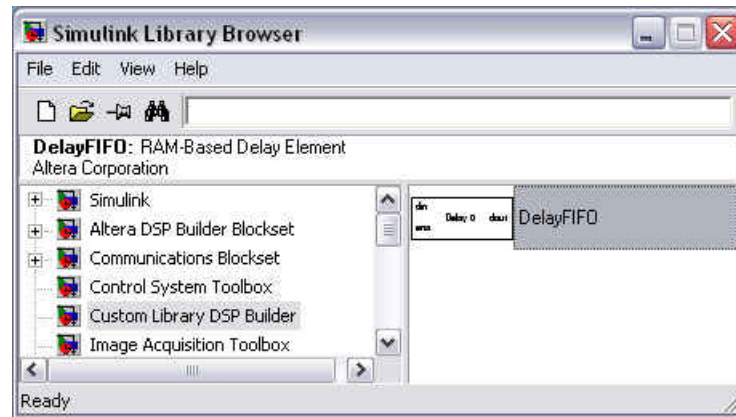 Simulink Library Browser
File Edit View Help
DelayFIFO: RAM-Based Delay Element
Altera Corporation
Simulink
Altera DSP Builder Blockset
Communications Blockset
Control System Toolbox
Custom Library DSP Builder
Image Acquisition Toolbox
din
ena
Delay 0
dout
DelayFIFO
Ready